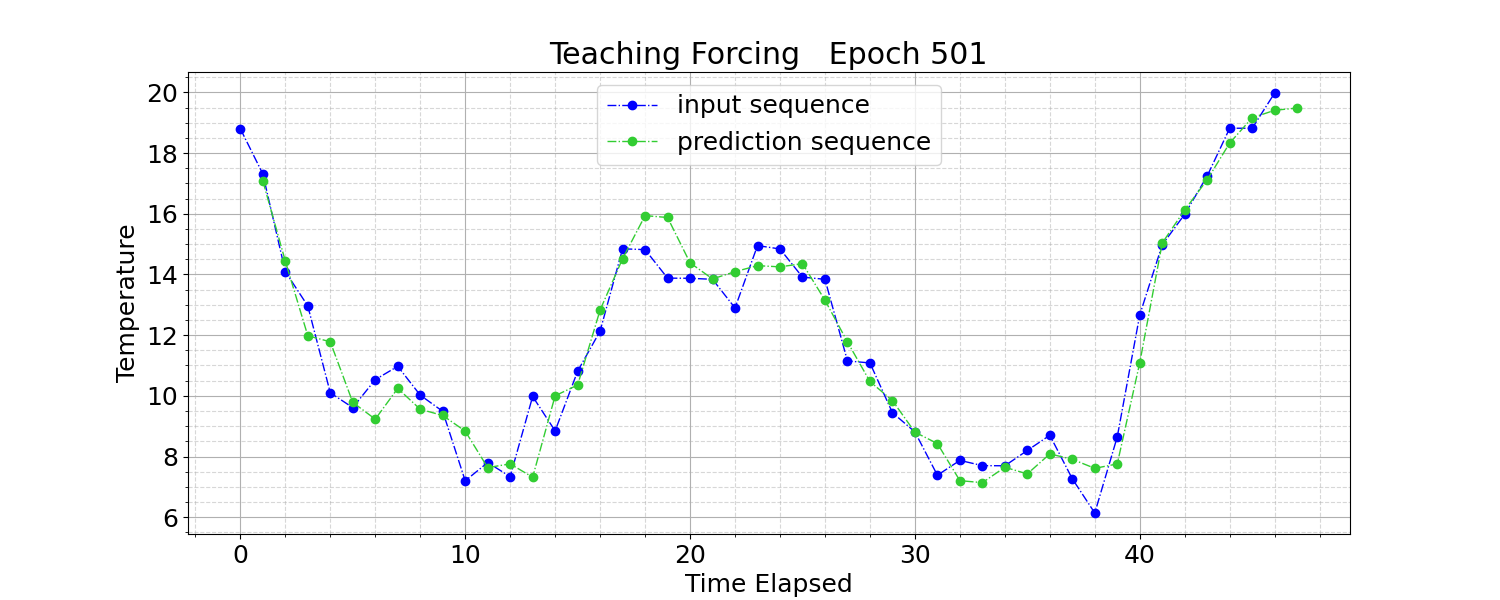 Teaching Forcing   Epoch 501
input sequence
prediction sequence
Temperature
20
18
16
14
12
10
8
6
0 10 20 30 40
Time Elapsed